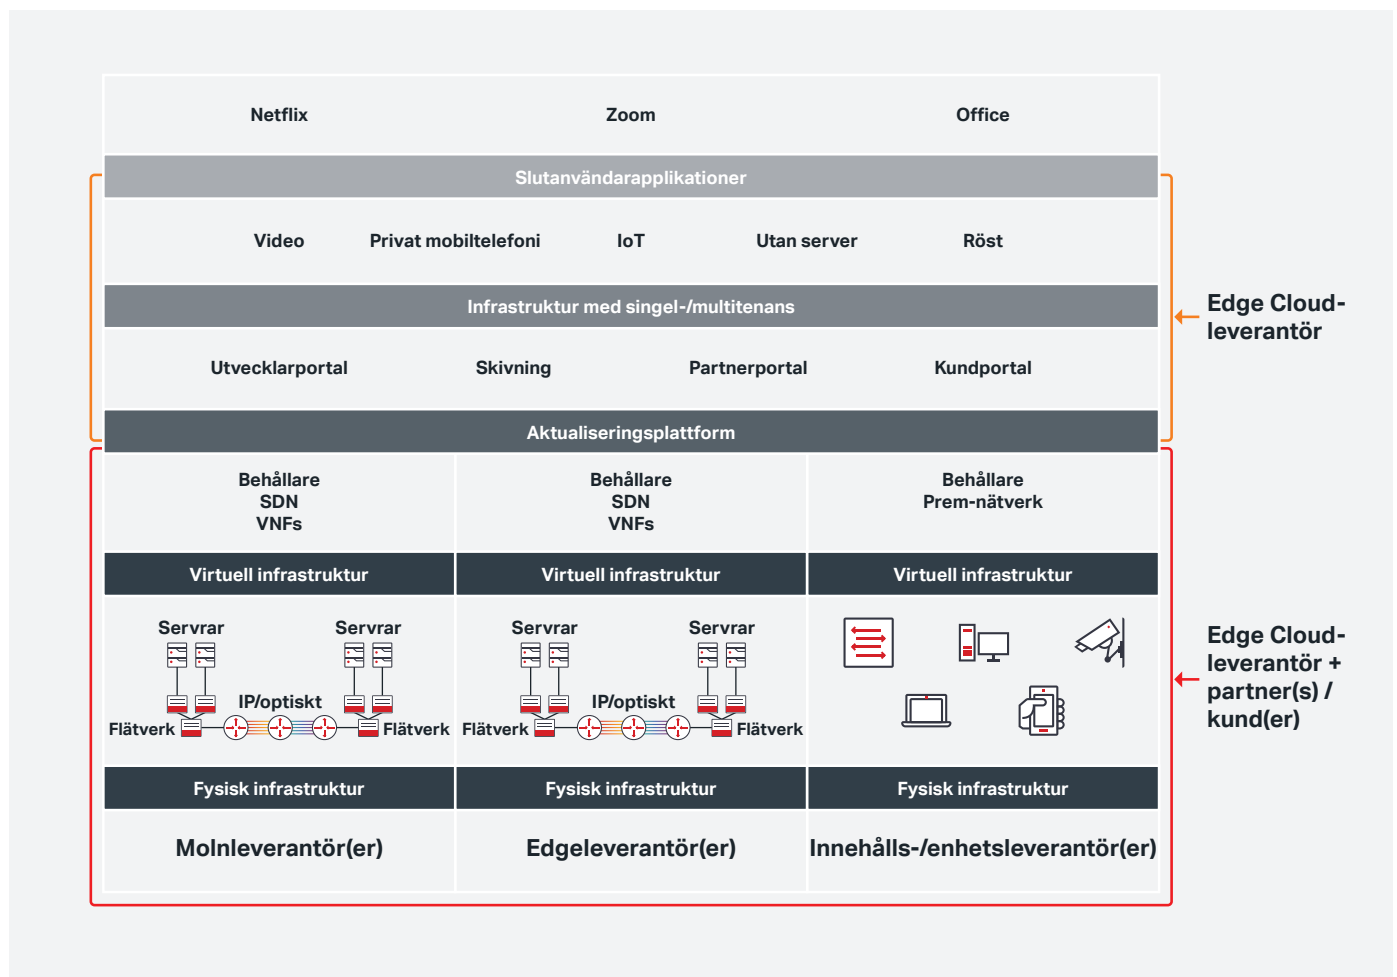 Netflix Zoom Office
Slutanvändarapplikationer
Video Privat mobiltelefoni IoT Utan server Röst
Infrastruktur med singel-/multitenans
Utvecklarportal Skivning Partnerportal Kundportal
Aktualiseringsplattform
Edge Cloud-
leverantör
Behållare
SDN
VNFs
Behållare
SDN
VNFs
Behållare
Prem-nätverk
Virtuell infrastruktur Virtuell infrastruktur Virtuell infrastruktur
Servrar Servrar
IP/optiskt
Flätverk Flätverk
Servrar Servrar
IP/optiskt
Flätverk Flätverk
Fysisk infrastruktur Fysisk infrastruktur Fysisk infrastruktur
Molnleverantör(er) Edgeleverantör(er) Innehålls-/enhetsleverantör(er)
Edge Cloud-
leverantör +
partner(s) /
kund(er)